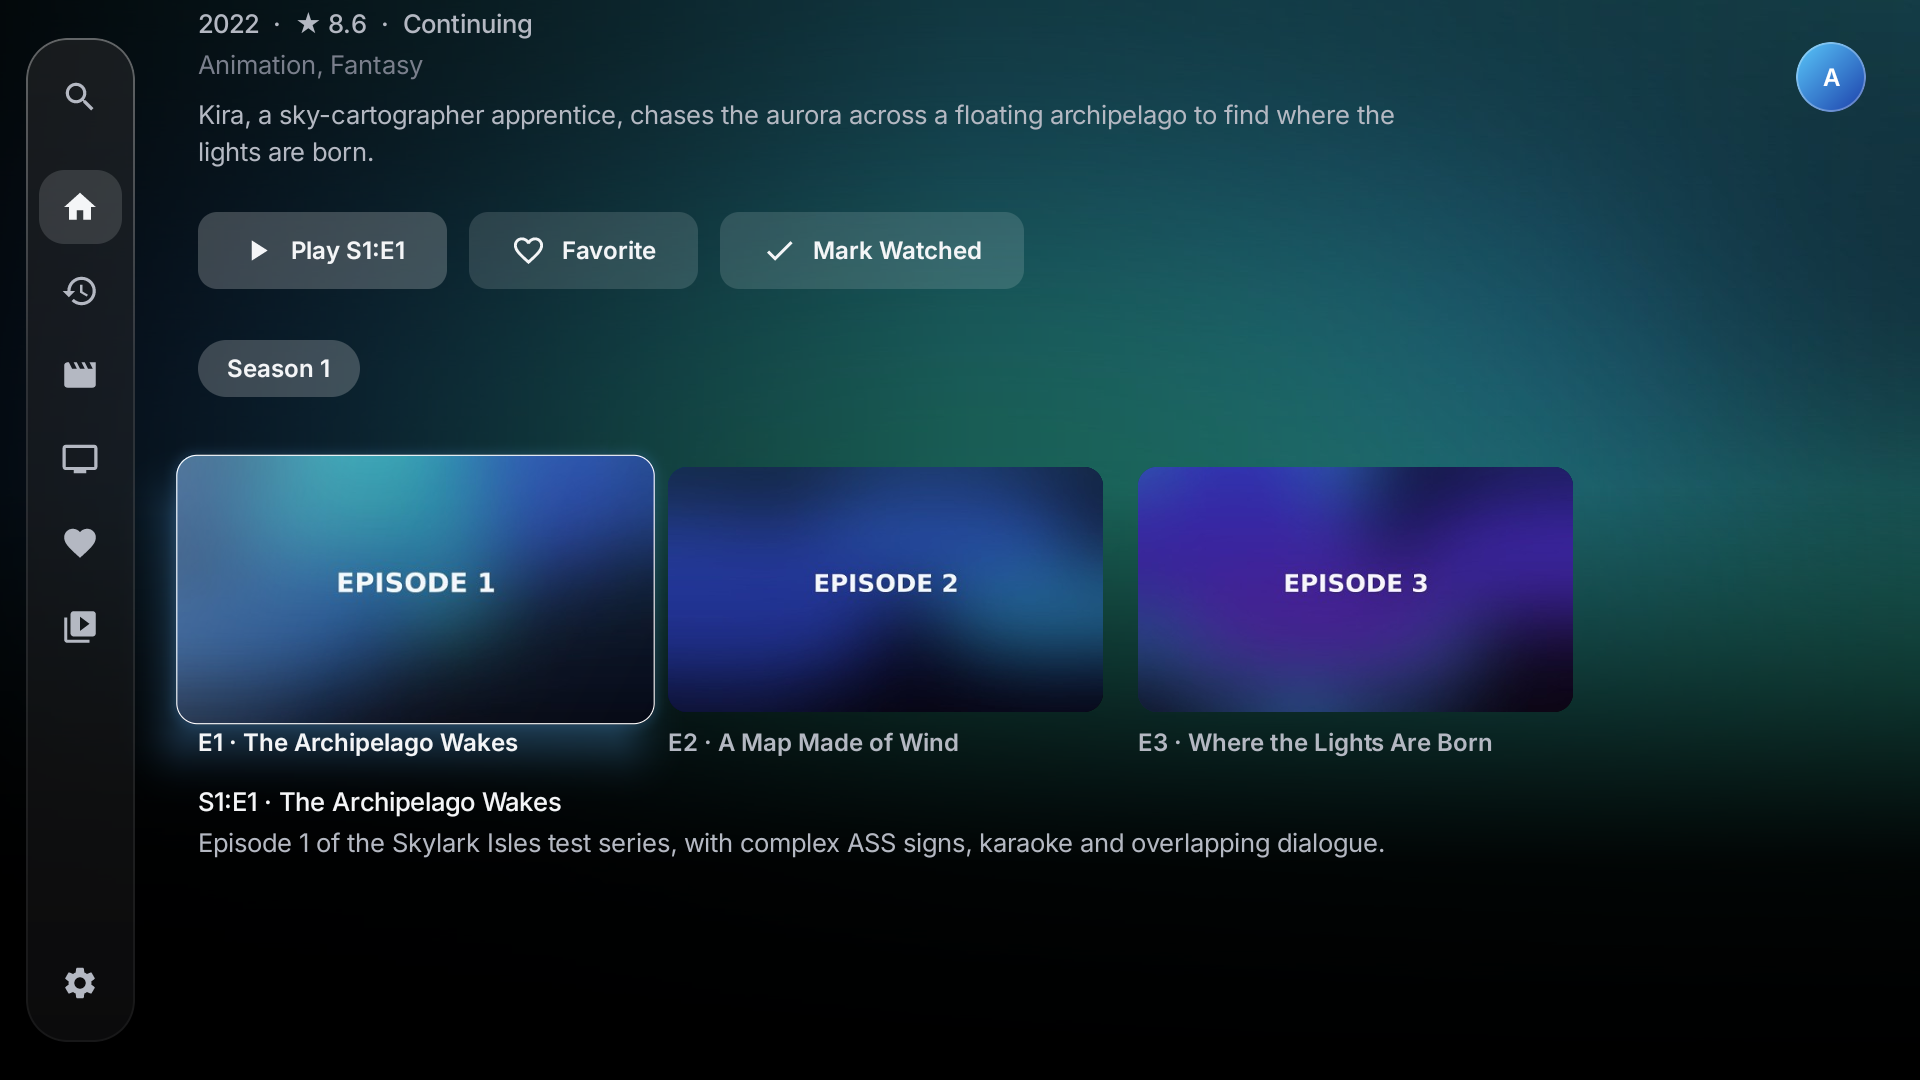 2022 · ★ 8.6 · Continuing
A
Animation, Fantasy
Kira, a sky-cartographer apprentice, chases the aurora across a floating archipelago to find where the
lights are born.
Play S1:E1
Favorite
Mark Watched
Season 1
EPISODE 1
EPISODE 2
EPISODE 3
E1 · The Archipelago Wakes
E2 · A Map Made of Wind
E3 · Where the Lights Are Born
S1:E1 · The Archipelago Wakes
Episode 1 of the Skylark Isles test series, with complex ASS signs, karaoke and overlapping dialogue.